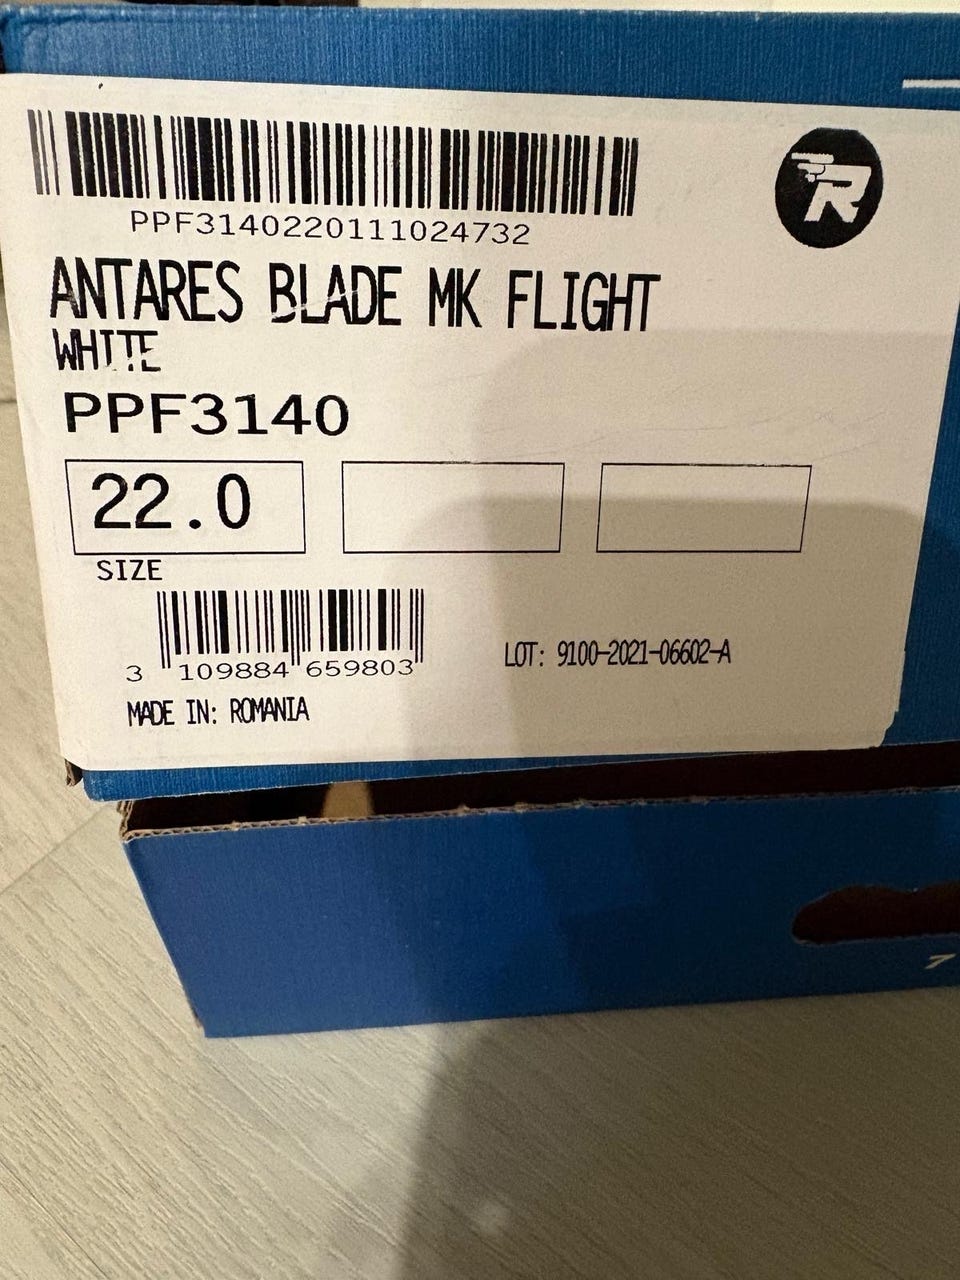 PPF3140220111024732
R
ANTARES BLADE MK FLIGHT
WHITE
PPF3140
22.0
SIZE
3 109884 659803
LOT: 9100-2021-06602-A
MADE IN: ROMANIA
7